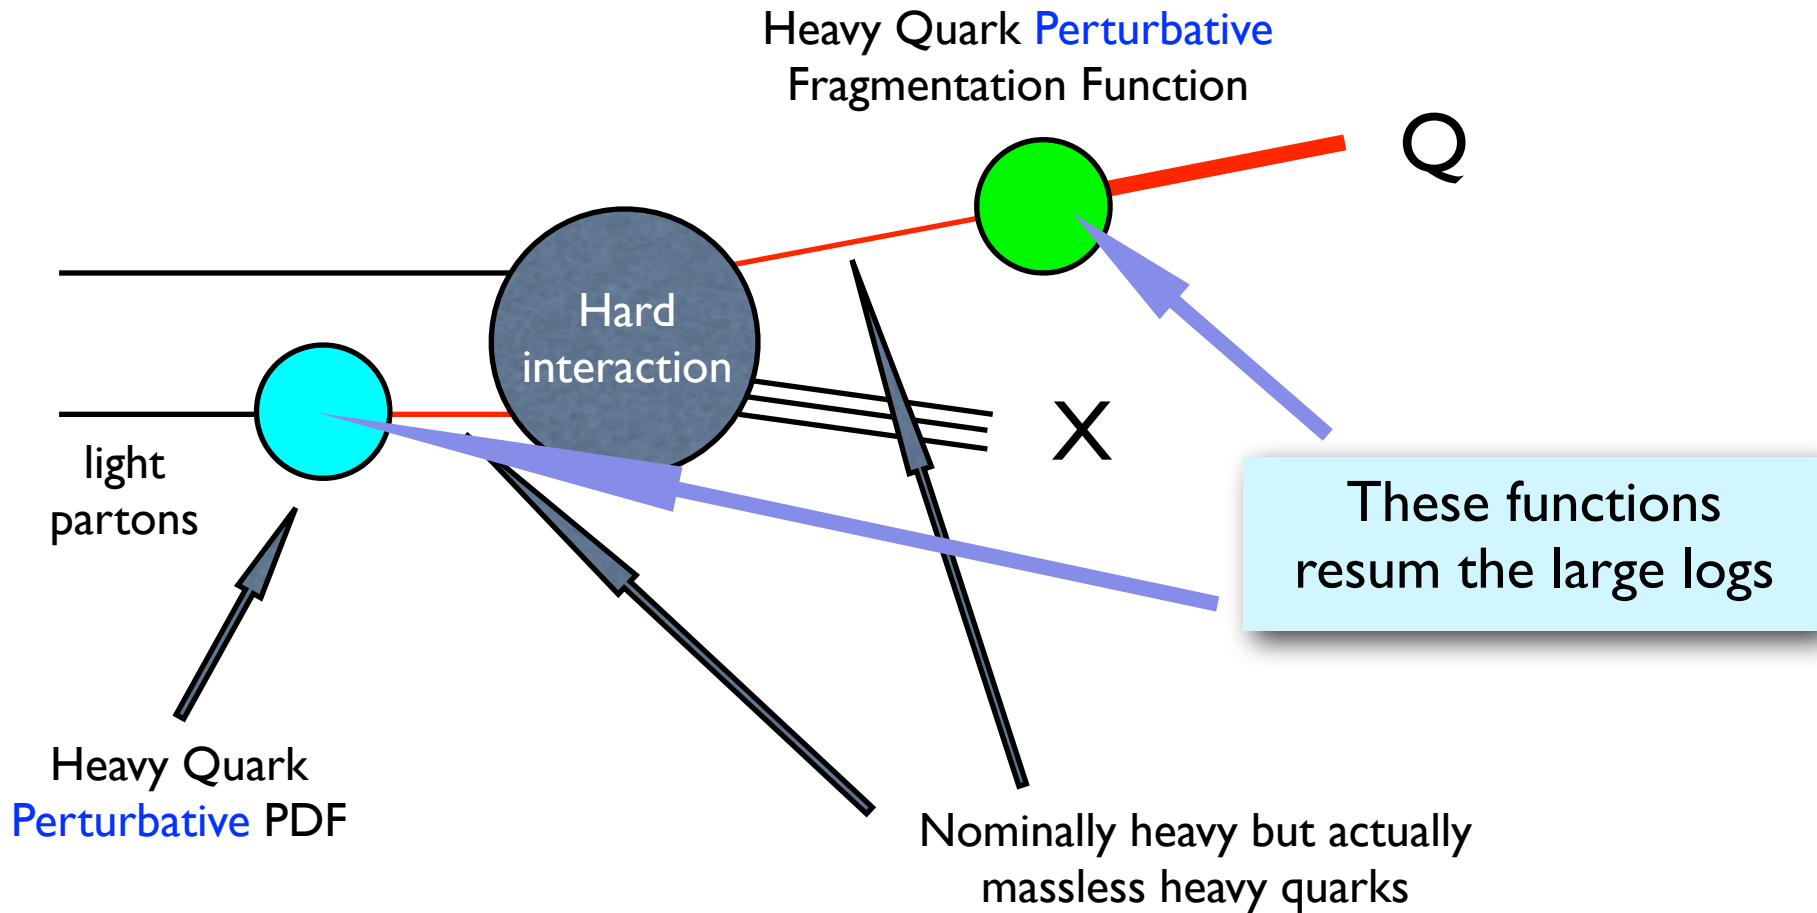 Heavy Quark Perturbative
Fragmentation Function
Q
Hard
interaction
X
light
partons
These functions
resum the large logs
Heavy Quark
Perturbative PDF
Nominally heavy but actually
massless heavy quarks